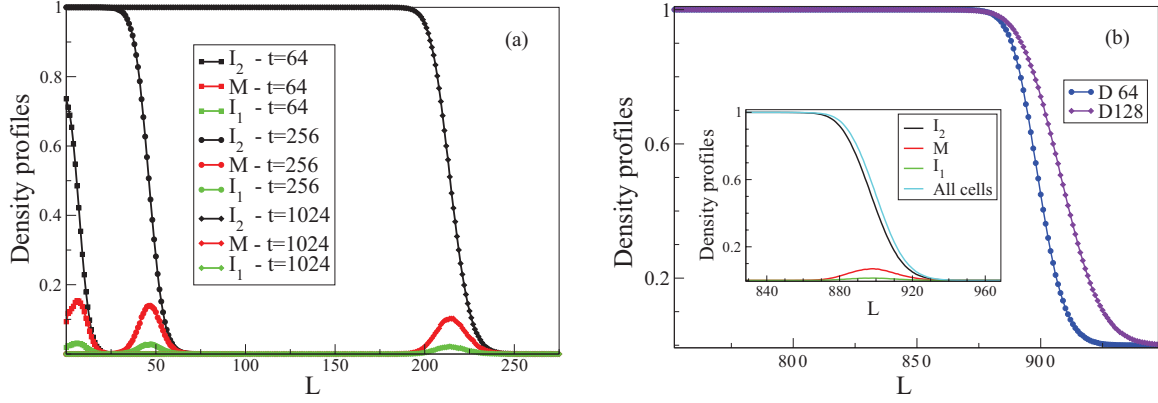 (a)
Density profiles
1
0.8
0.6
0.4
0.2
0
50
100
150
200
250
L
I2 - t=64
M - t=64
I1 - t=64
I2 - t=256
M - t=256
I1 - t=256
I2 - t=1024
M - t=1024
I1 - t=1024
(b)
Density profiles
1
0.6
0.2
800
850
900
L
D 64
D128
Density profiles
1
0.6
0.2
840
880
920
960
L
I2
M
I1
All cells